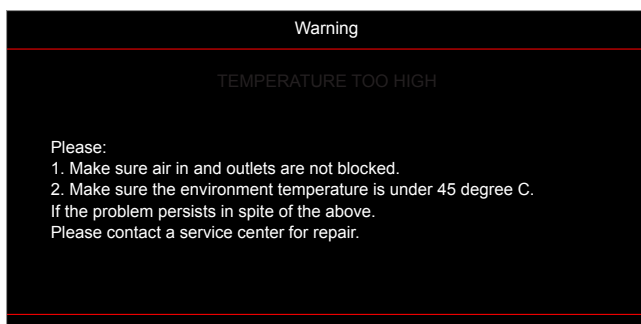 Warning
TEMPERATURE TOO HIGH
Please:
1. Make sure air in and outlets are not blocked.
2. Make sure the environment temperature is under 45 degree C.
If the problem persists in spite of the above.
Please contact a service center for repair.